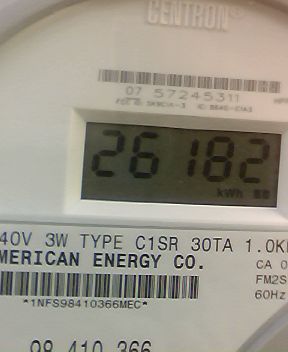 CENTRON®
07 57245311
26182
kWh
40V 3W TYPE C1SR 30TA 1.0K
MERICAN ENERGY CO.
CA 0
FM2S
60Hz
*1NFS98410366MEC*
98 410 366